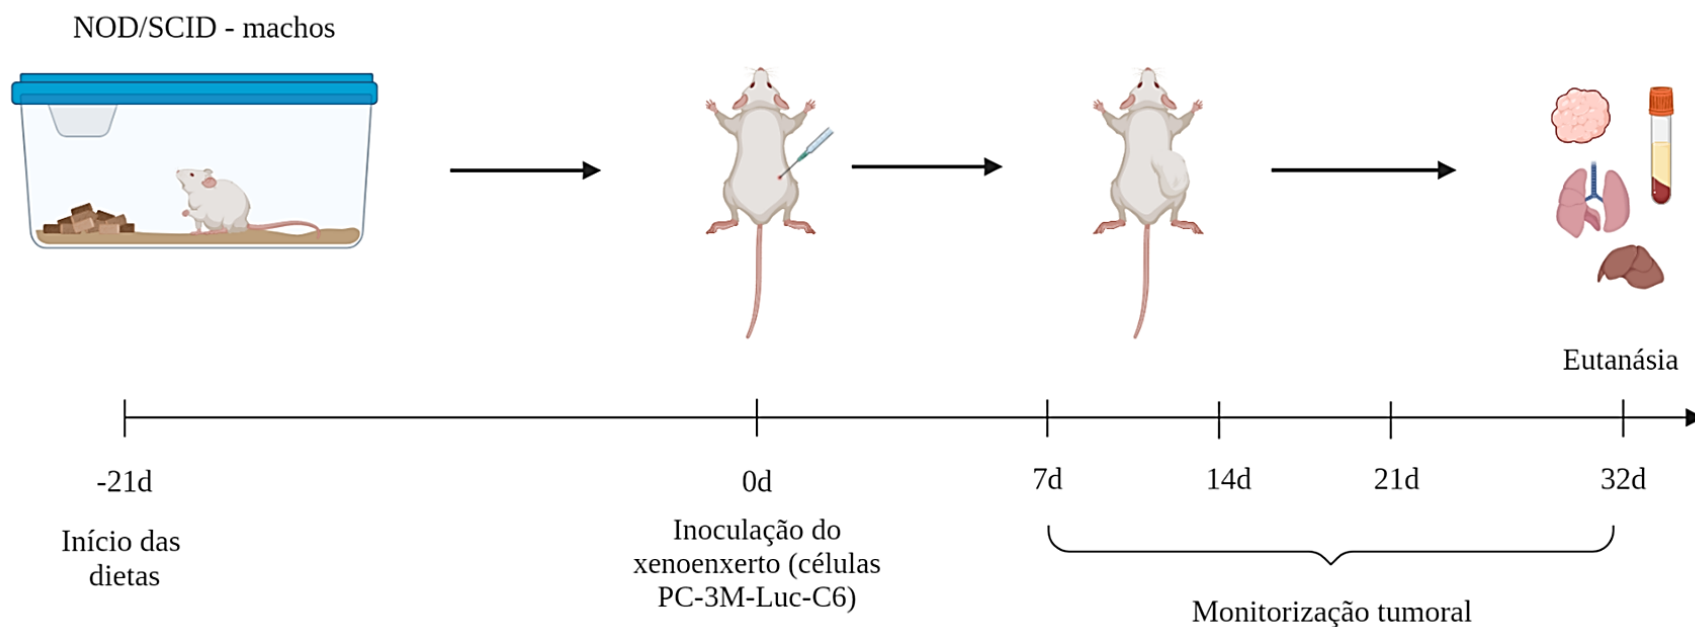 NOD/SCID - machos
Eutanásia
-21d
0d
7d
14d
21d
32d
Início das
dietas
Inoculação do
xenoenxerto (células
PC-3M-Luc-C6)
Monitorização tumoral